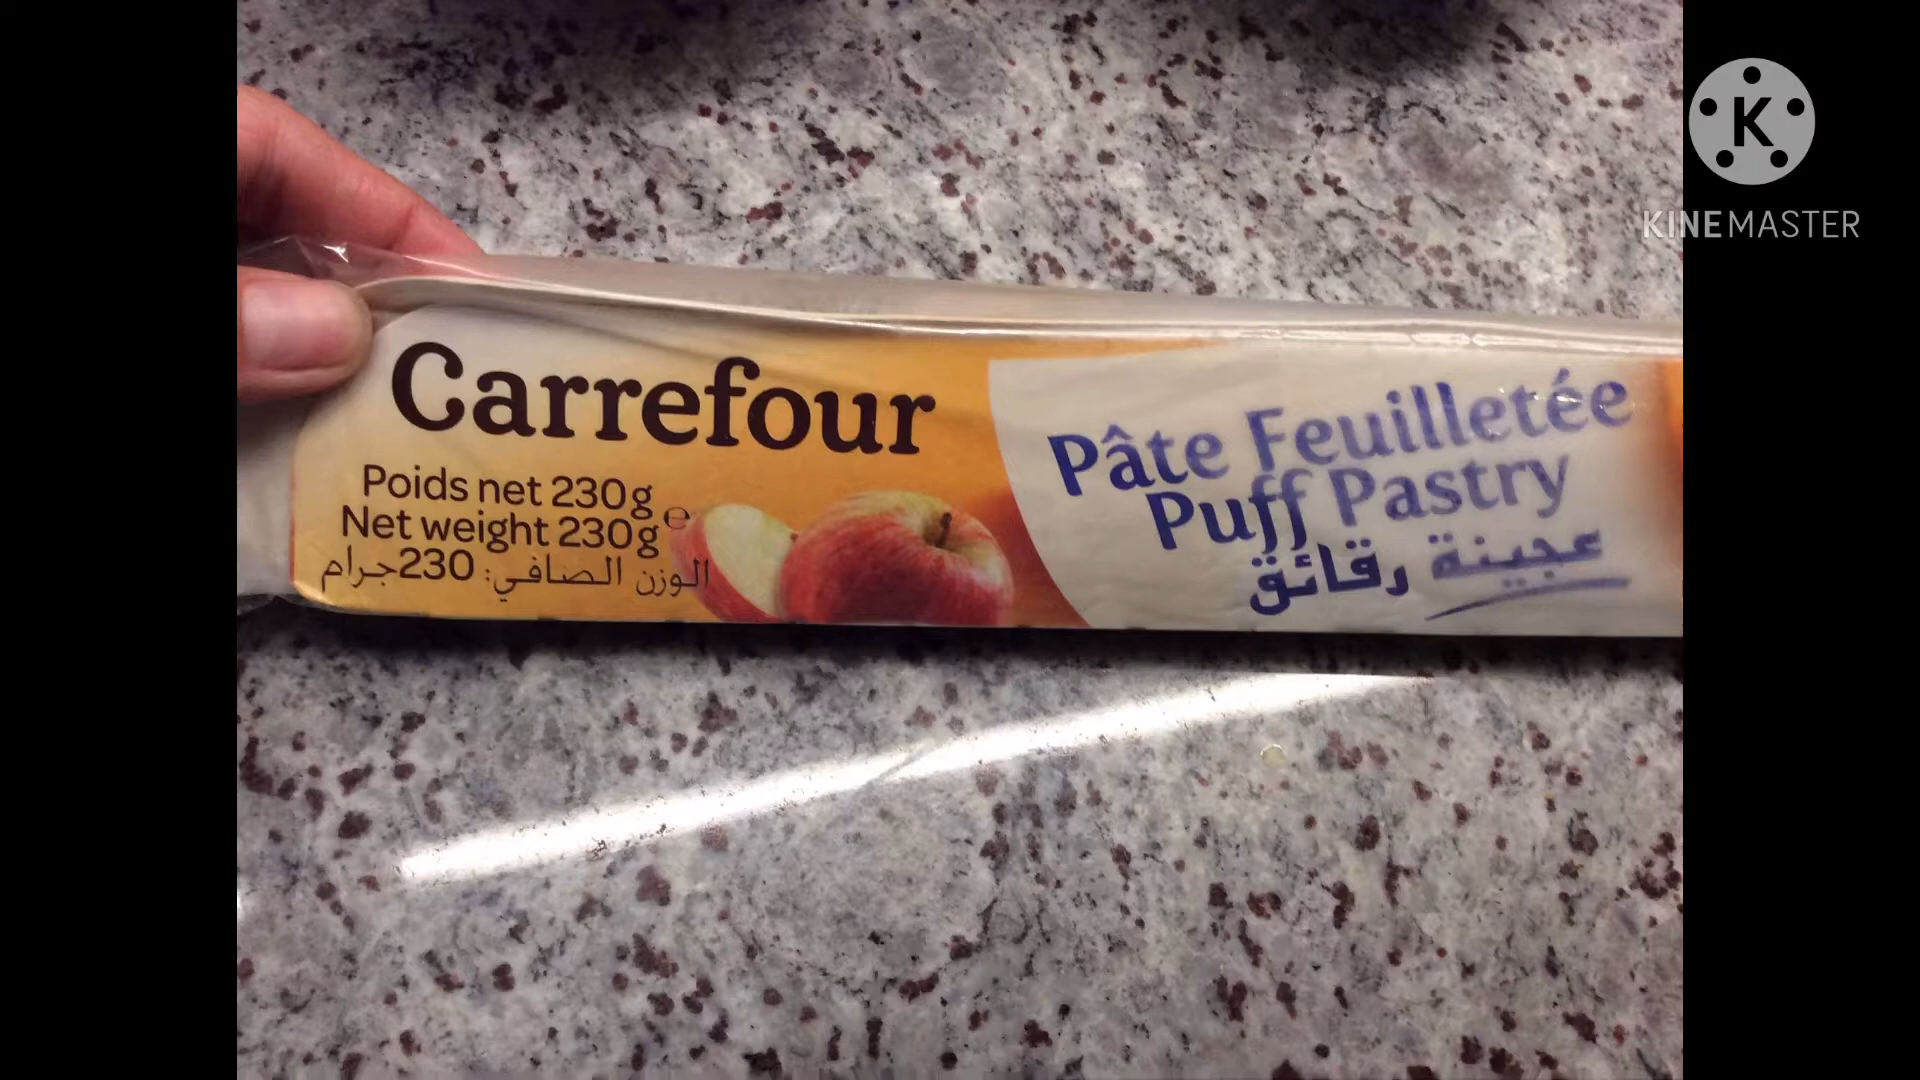 Carrefour
Poids net 230g
Net weight 230g ℮
الوزن الصافي: 230جرام
Pâte Feuilletée
Puff Pastry
عجينة رقائق
K
KINEMASTER